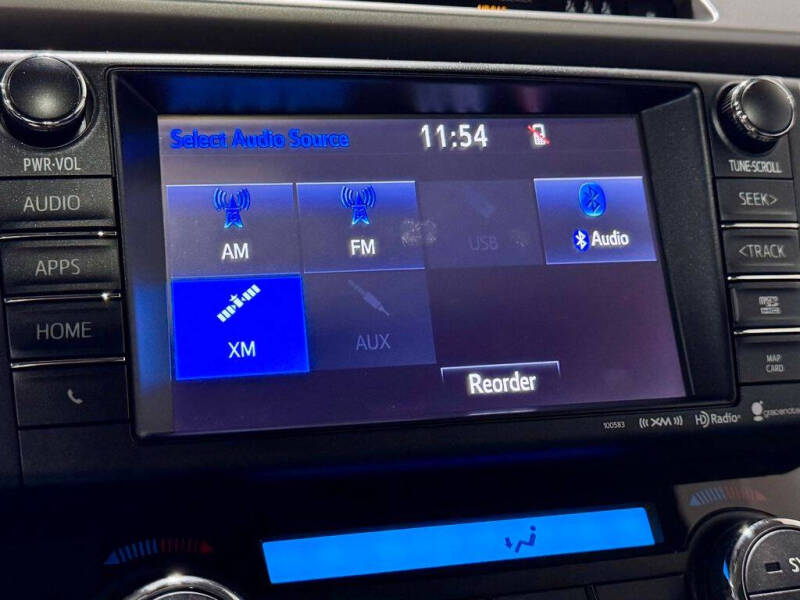 PWR·VOL
AUDIO
APPS
HOME
Select Audio Source
11:54
AM
FM
USB
Audio
XM
AUX
Reorder
100583
((( XM )))
HD Radio
gracenote
TUNE·SCROLL
SEEK>
<TRACK
MAP
CARD